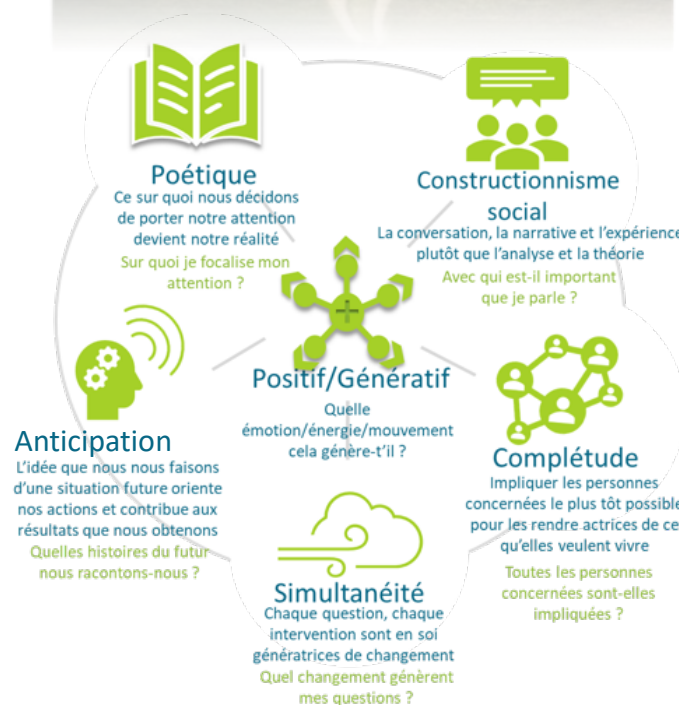 Poétique
Ce sur quoi nous décidons
de porter notre attention
devient notre réalité
Sur quoi je focalise mon
attention ?
Constructionnisme
social
La conversation, la narrative et l'expérience
plutôt que l'analyse et la théorie
Avec qui est-il important
que je parle ?
Positif/Génératif
Quelle
émotion/énergie/mouvement
cela génère-t'il ?
Anticipation
L'idée que nous nous faisons
d'une situation future oriente
nos actions et contribue aux
résultats que nous obtenons
Quelles histoires du futur
nous racontons-nous ?
Complétude
Impliquer les personnes
concernées le plus tôt possible
pour les rendre actrices de ce
qu'elles veulent vivre
Toutes les personnes
concernées sont-elles
impliquées ?
Simultanéité
Chaque question, chaque
intervention sont en soi
génératrices de changement
Quel changement génèrent
mes questions ?